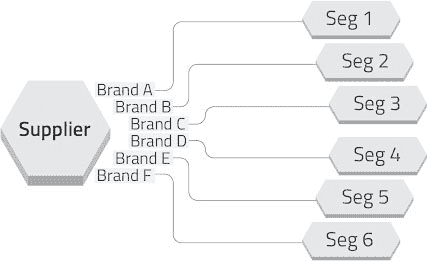 Supplier
Brand A
Brand B
Brand C
Brand D
Brand E
Brand F
Seg 1
Seg 2
Seg 3
Seg 4
Seg 5
Seg 6